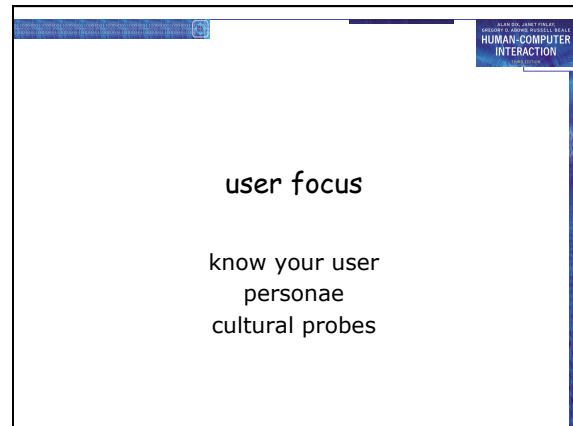 ALAN DIX, JANET FINLAY,
GREGORY D. ABOWD, RUSSELL BEALE
HUMAN-COMPUTER
INTERACTION
THIRD EDITION
user focus
know your user
personae
cultural probes